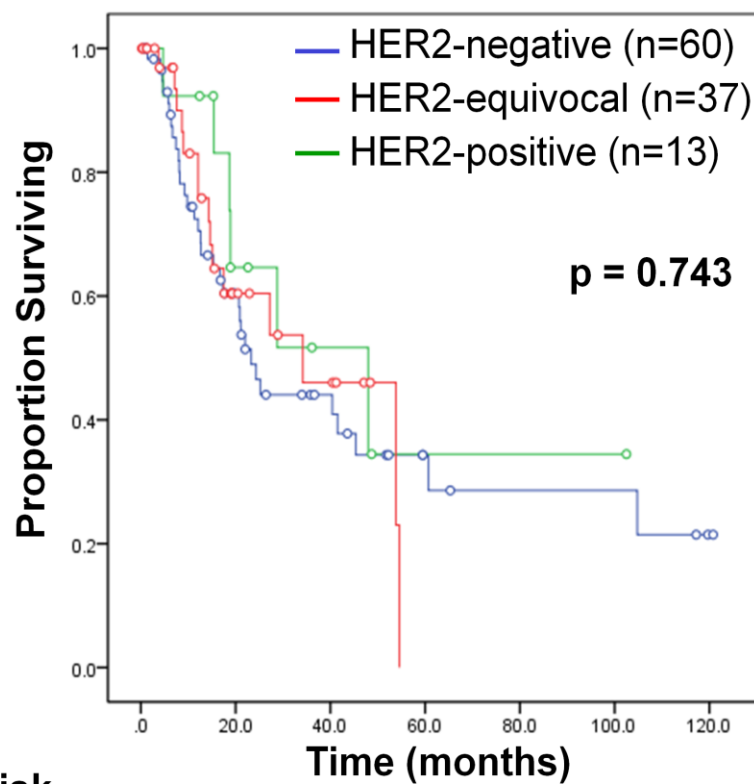 HER2-negative (n=60)
HER2-equivocal (n=37)
HER2-positive (n=13)
p = 0.743
Proportion Surviving
1.0
0.8
0.6
0.4
0.2
0.0
.0 20.0 40.0 60.0 80.0 100.0 120.0
Time (months)